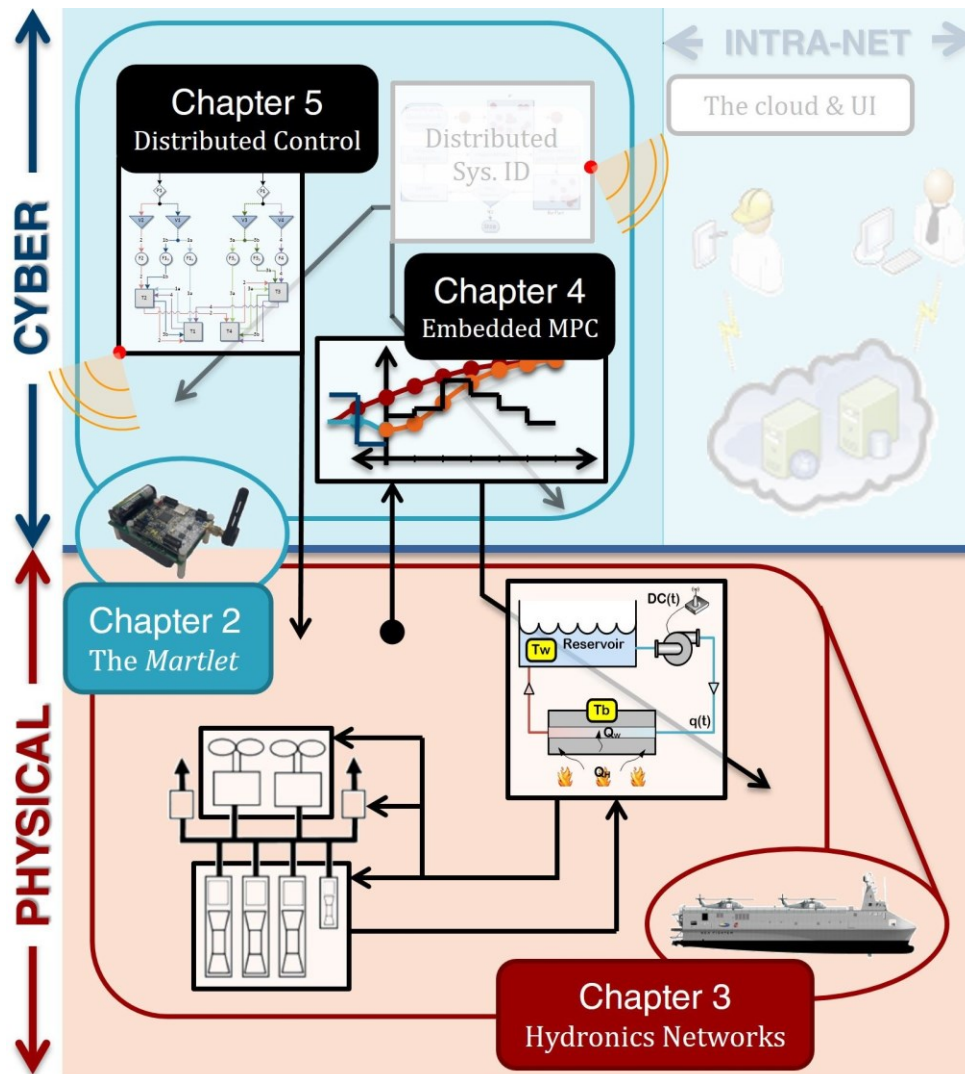 CYBER
PHYSICAL
INTRA-NET
The cloud & UI
Chapter 5
Distributed Control
Distributed
Sys. ID
Chapter 4
Embedded MPC
Chapter 2
The Martlet
DC(t)
Reservoir
Tw
Tb
Qw
q(t)
QH
Chapter 3
Hydronics Networks